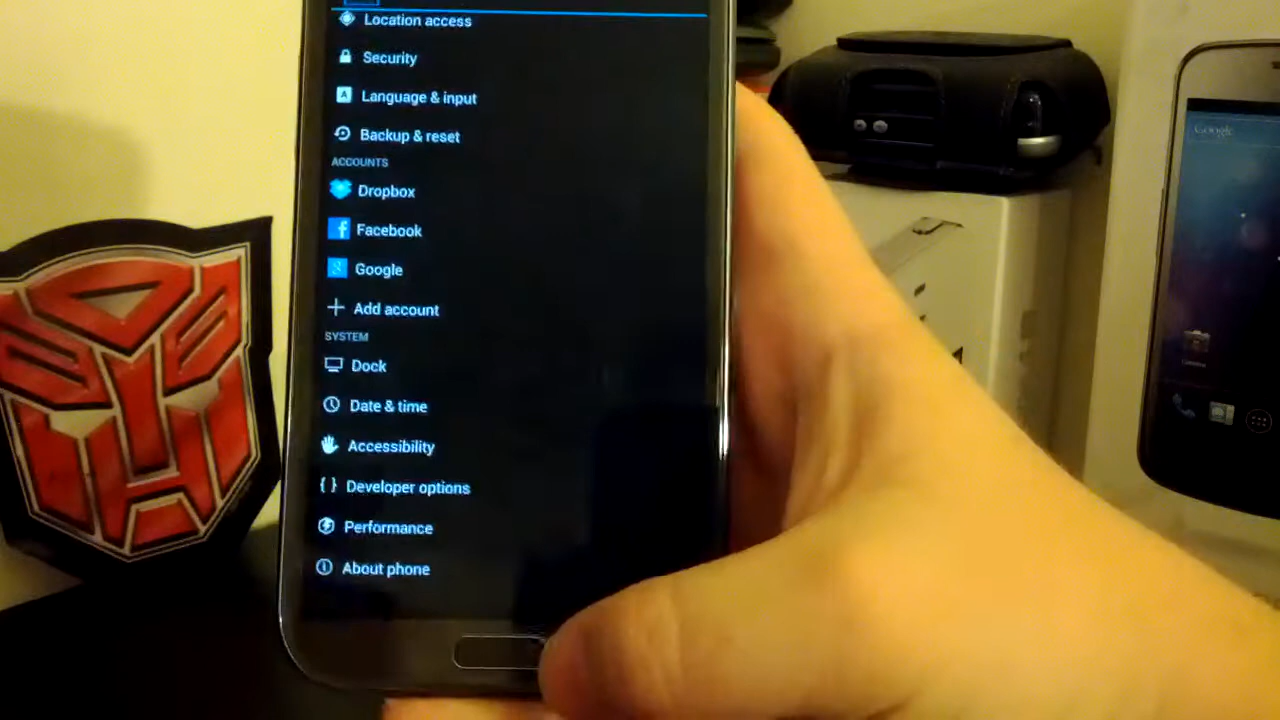 Location access
Security
Language & input
Backup & reset
ACCOUNTS
Dropbox
Facebook
Google
Add account
SYSTEM
Dock
Date & time
Accessibility
Developer options
Performance
About phone
Google